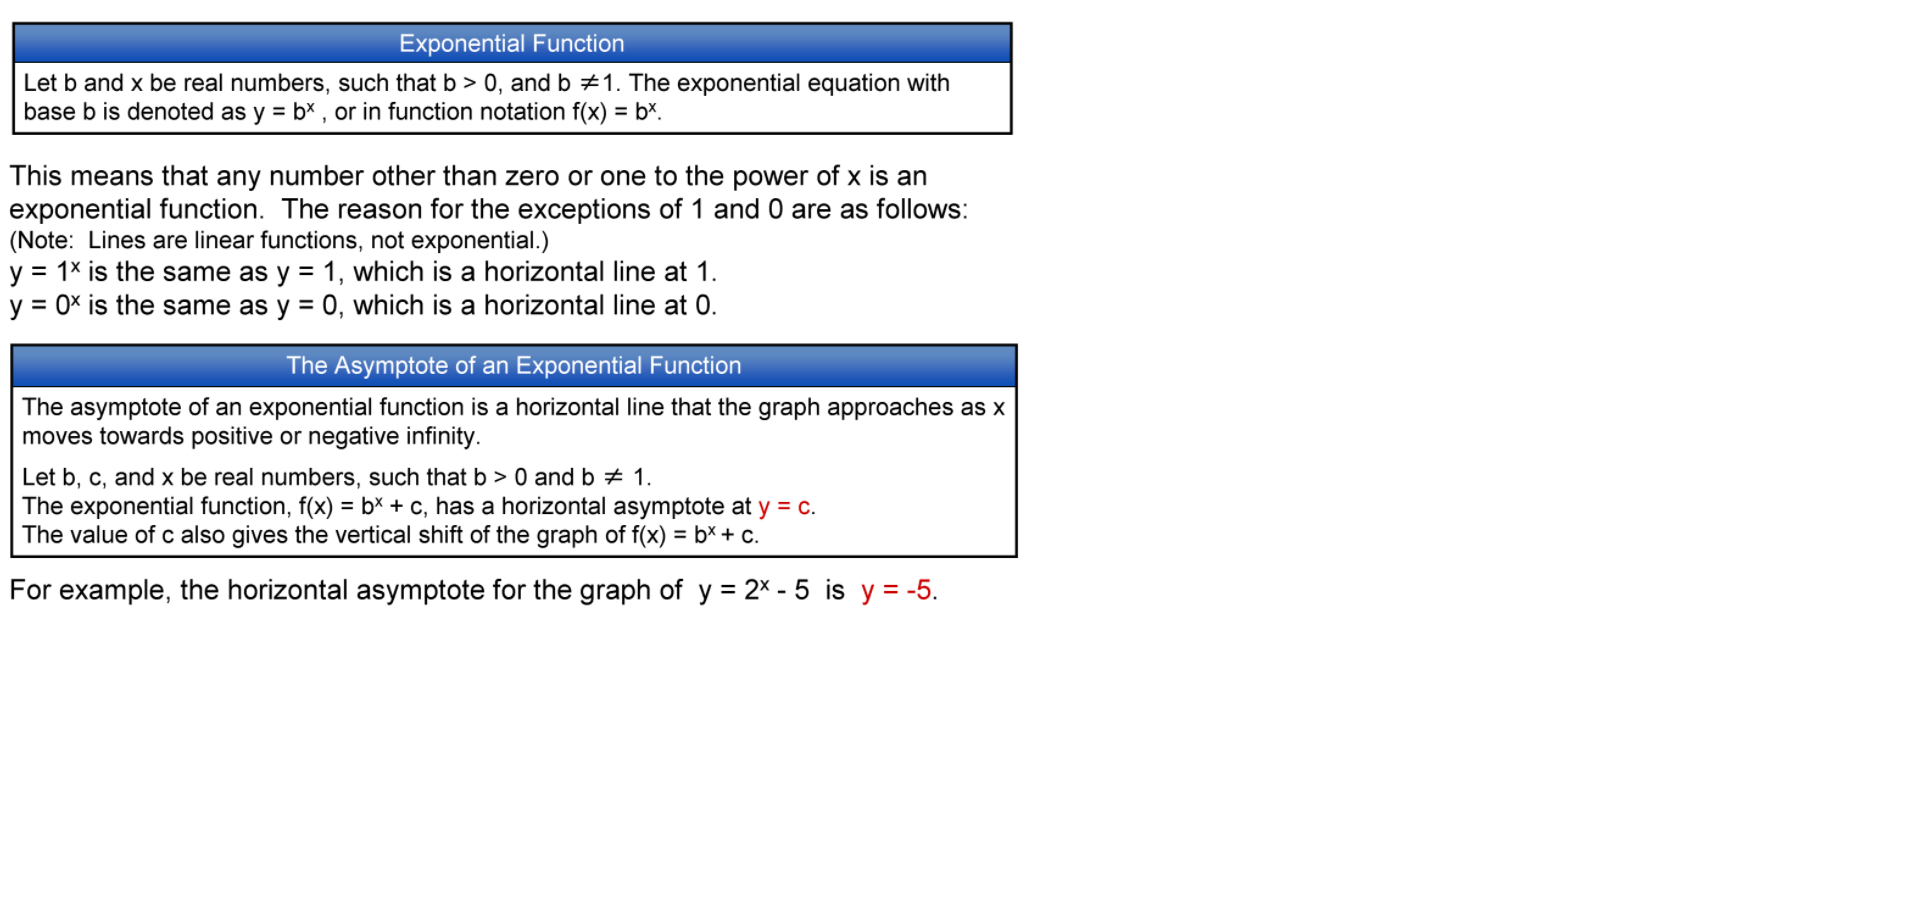 Exponential Function
Let b and x be real numbers, such that b > 0, and b ≠1. The exponential equation with
base b is denoted as y = bˣ , or in function notation f(x) = bˣ.
This means that any number other than zero or one to the power of x is an
exponential function.  The reason for the exceptions of 1 and 0 are as follows:
(Note:  Lines are linear functions, not exponential.)
y = 1ˣ is the same as y = 1, which is a horizontal line at 1.
y = 0ˣ is the same as y = 0, which is a horizontal line at 0.
The Asymptote of an Exponential Function
The asymptote of an exponential function is a horizontal line that the graph approaches as x
moves towards positive or negative infinity.
Let b, c, and x be real numbers, such that b > 0 and b ≠ 1.
The exponential function, f(x) = bˣ + c, has a horizontal asymptote at y = c.
The value of c also gives the vertical shift of the graph of f(x) = bˣ + c.
For example, the horizontal asymptote for the graph of  y = 2ˣ - 5  is  y = -5.